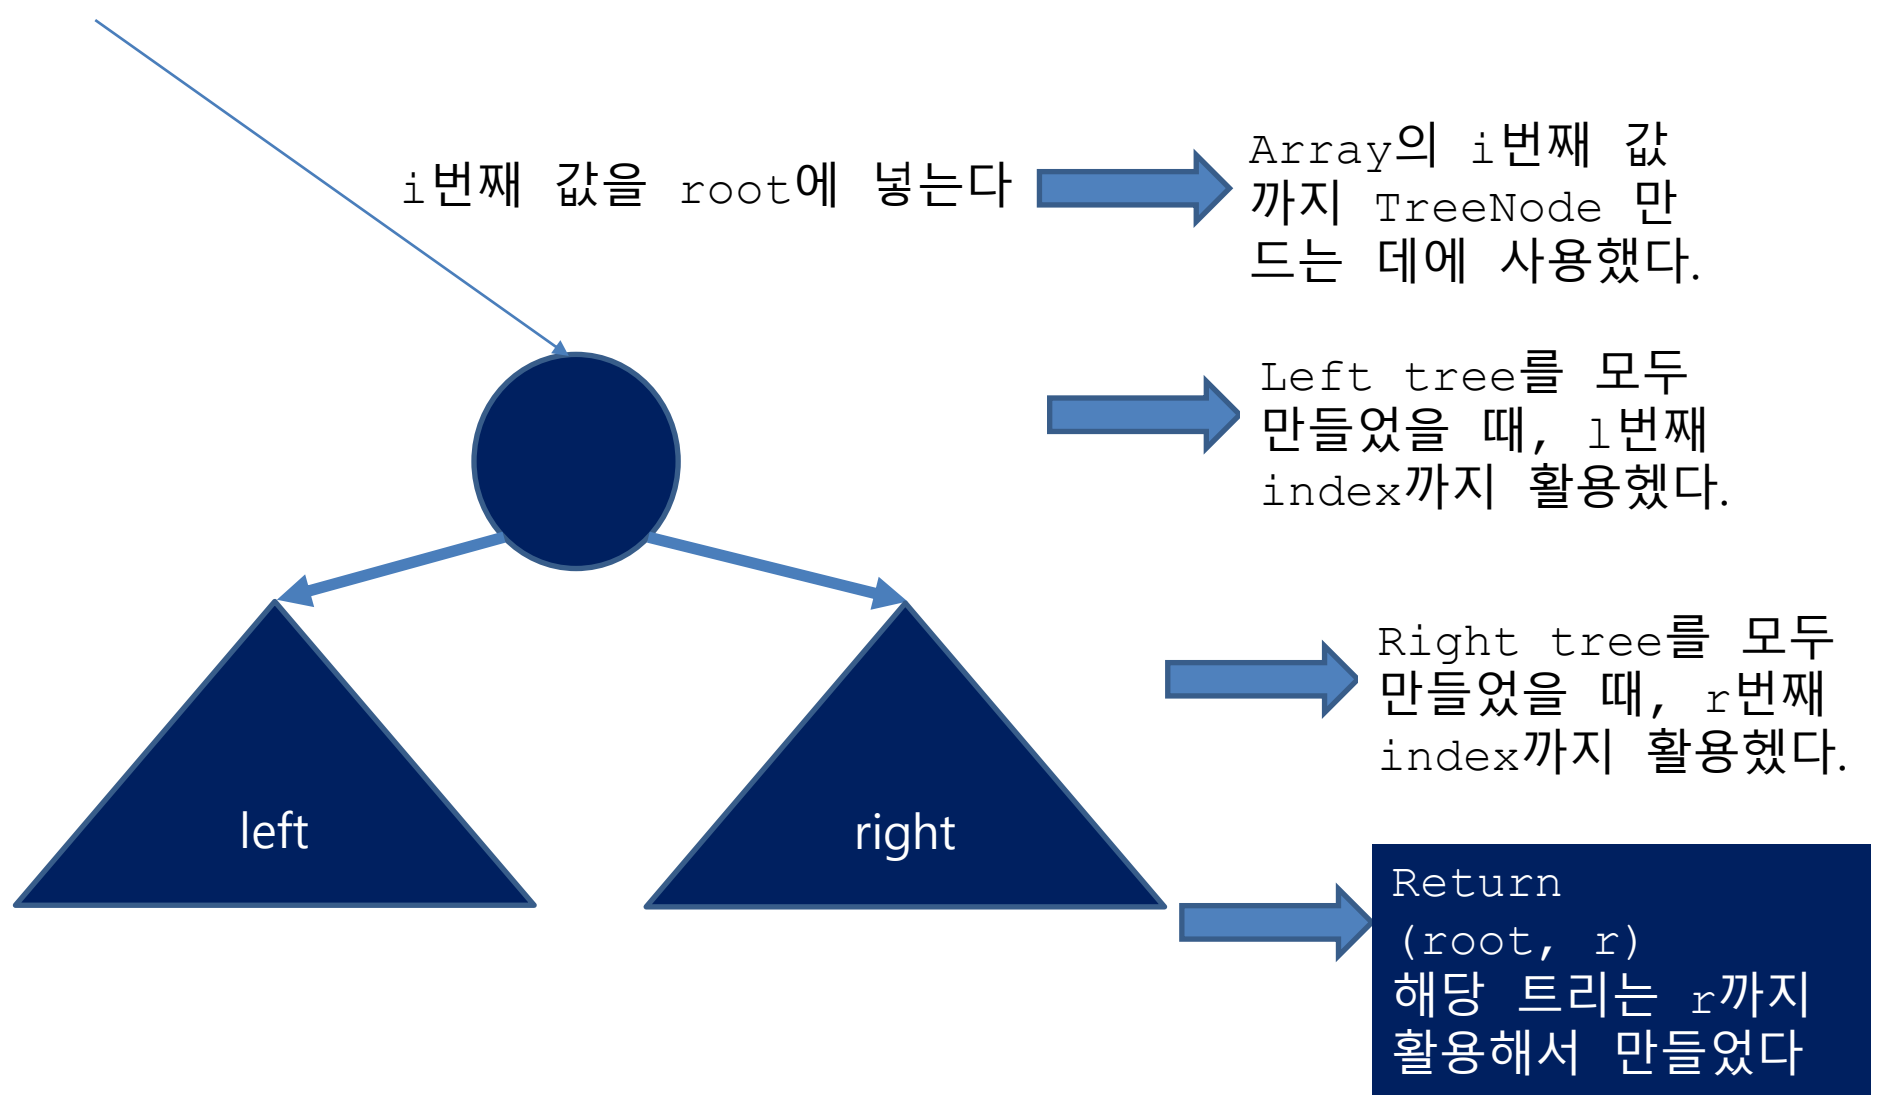 i번째 값을 root에 넣는다
Array의 i번째 값
까지 TreeNode 만
드는 데에 사용했다.
Left tree를 모두
만들었을 때, l번째
index까지 활용헸다.
Right tree를 모두
만들었을 때, r번째
index까지 활용헸다.
left
right
Return
(root, r)
해당 트리는 r까지
활용해서 만들었다